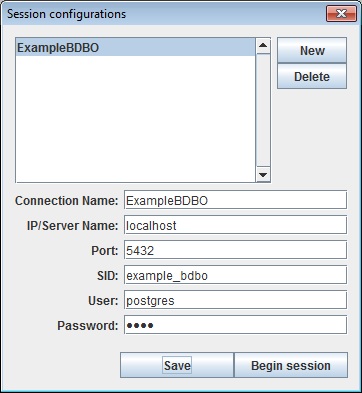 Session configurations
ExampleBDBO
New
Delete
Connection Name: ExampleBDBO
IP/Server Name: localhost
Port: 5432
SID: example_bdbo
User: postgres
Password: ●●●●
Save
Begin session